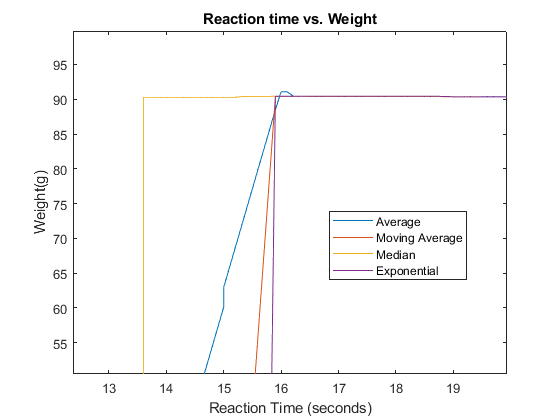 Reaction time vs. Weight
95
90
85
80
75
70
65
60
55
Weight(g)
Average
Moving Average
Median
Exponential
13 14 15 16 17 18 19
Reaction Time (seconds)